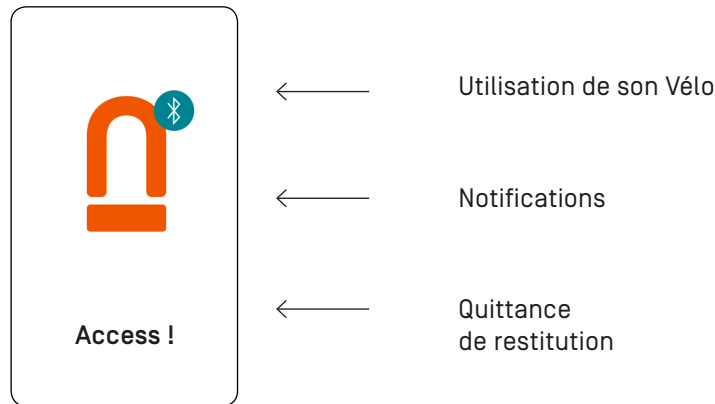 Utilisation de son Vélo
Notifications
Quittance
de restitution
Access !